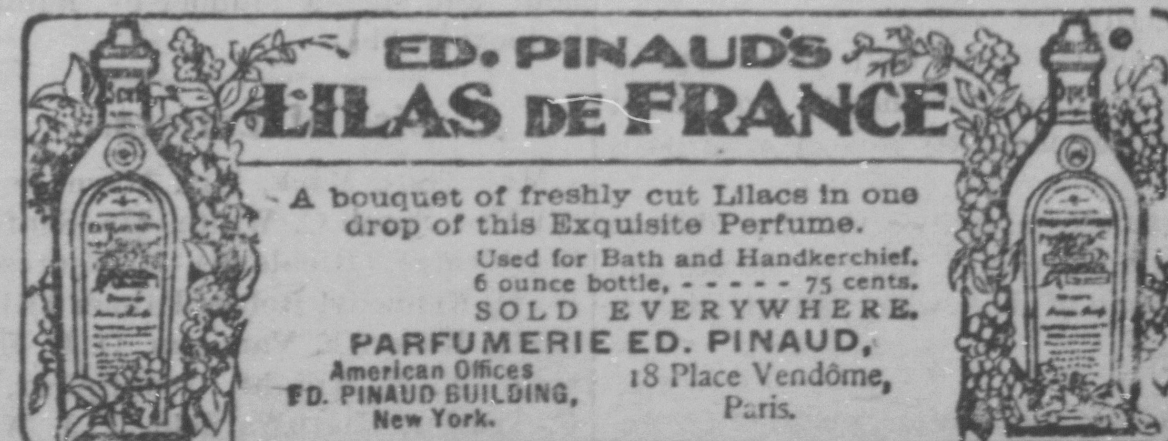 ED. PINAUD'S
LILAS DE FRANCE
A bouquet of freshly cut Lilacs in one
drop of this Exquisite Perfume.
Used for Bath and Handkerchief.
6 ounce bottle, - - - - - 75 cents.
SOLD EVERYWHERE.
PARFUMERIE ED. PINAUD,
American Offices
ED. PINAUD BUILDING,
New York.
18 Place Vendôme,
Paris.